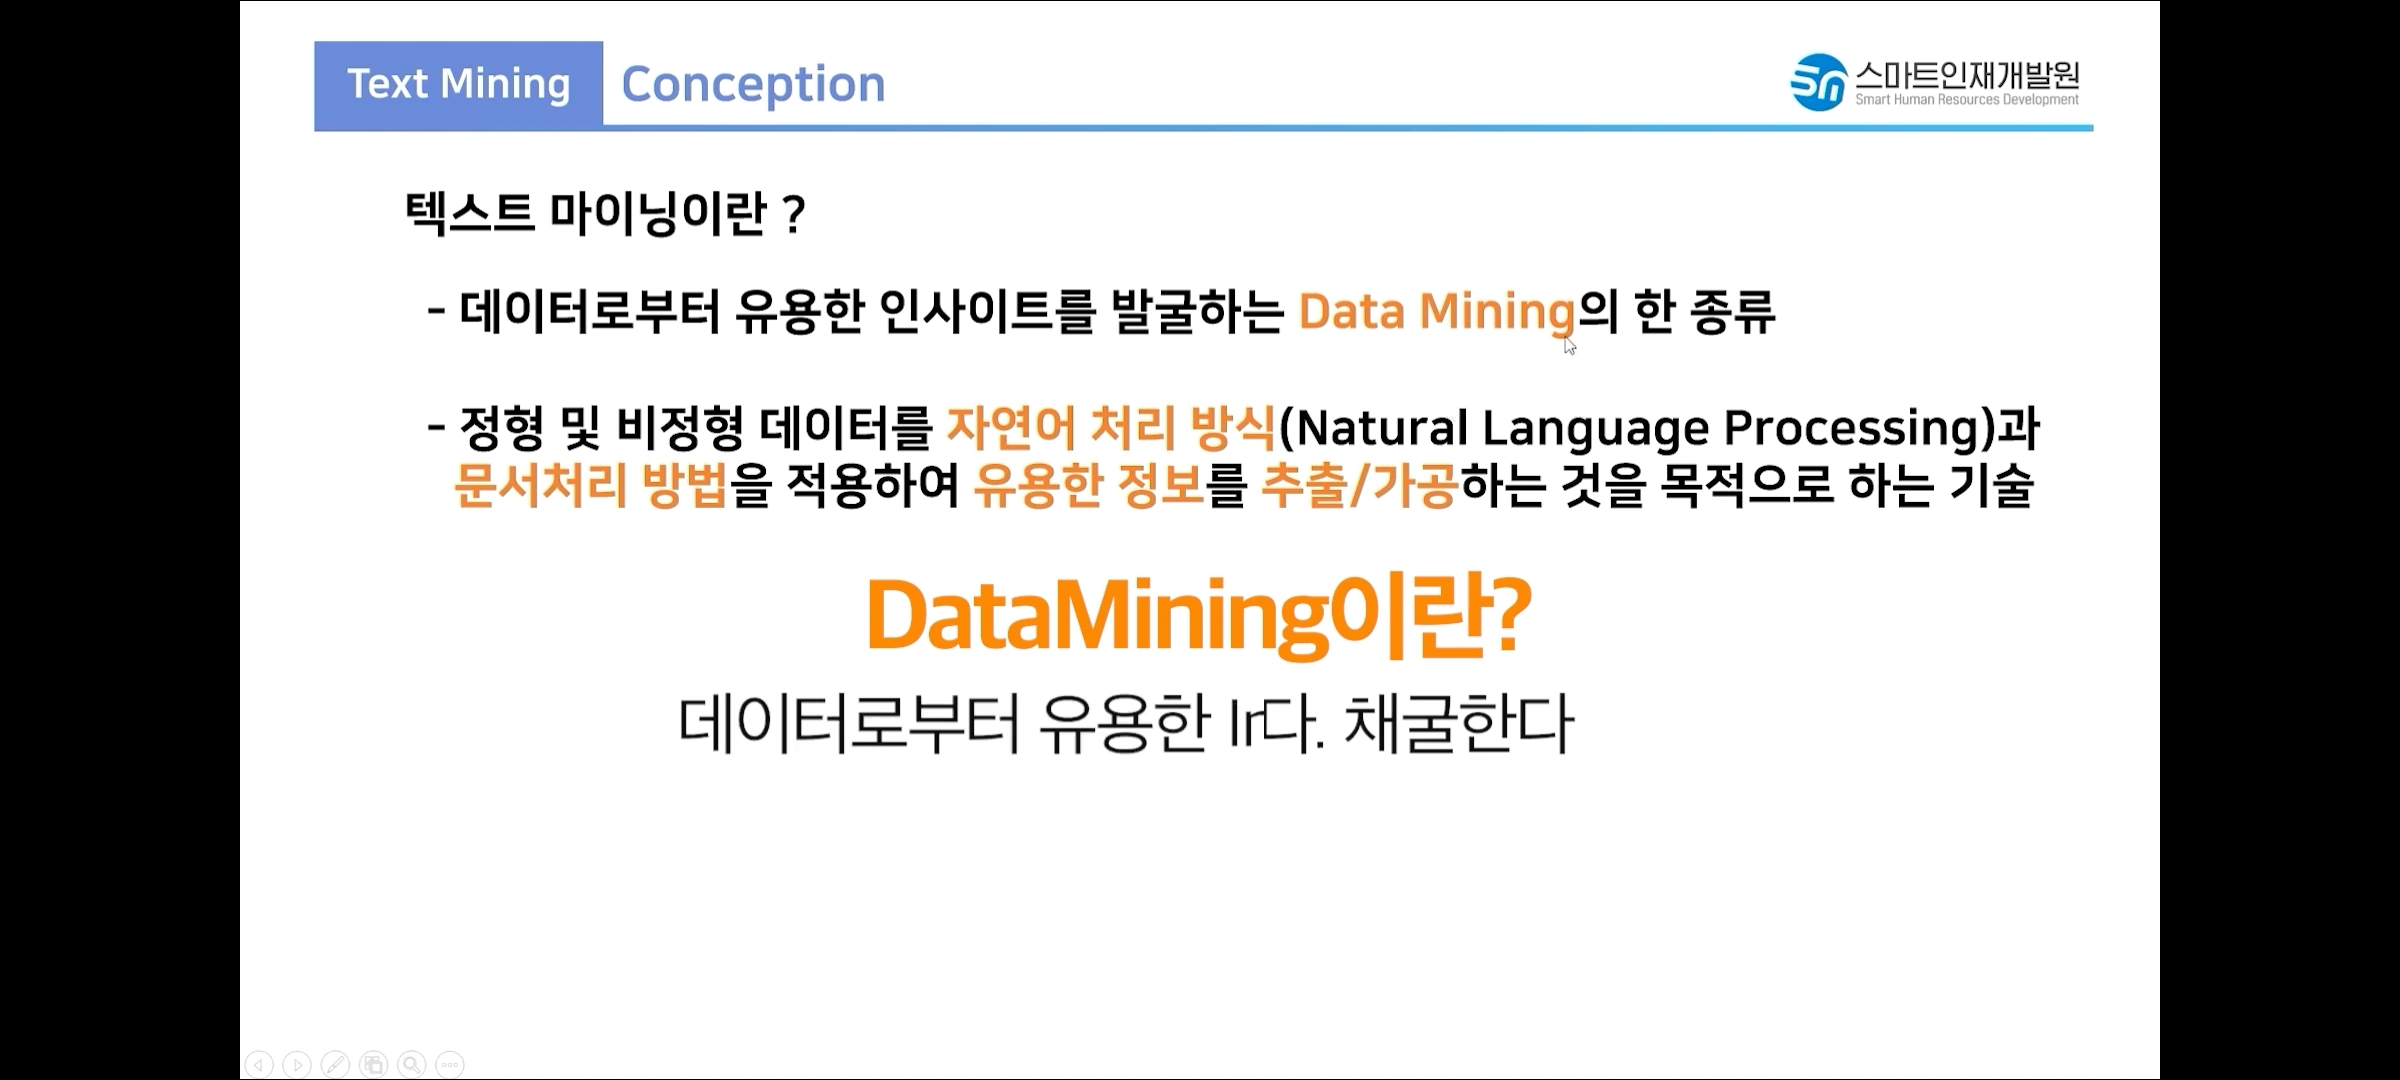 Text Mining Conception
스마트인재개발원
Smart Human Resources Development
텍스트 마이닝이란 ?
- 데이터로부터 유용한 인사이트를 발굴하는 Data Mining의 한 종류
- 정형 및 비정형 데이터를 자연어 처리 방식(Natural Language Processing)과
문서처리 방법을 적용하여 유용한 정보를 추출/가공하는 것을 목적으로 하는 기술
DataMining이란?
데이터로부터 유용한 다. 채굴한다